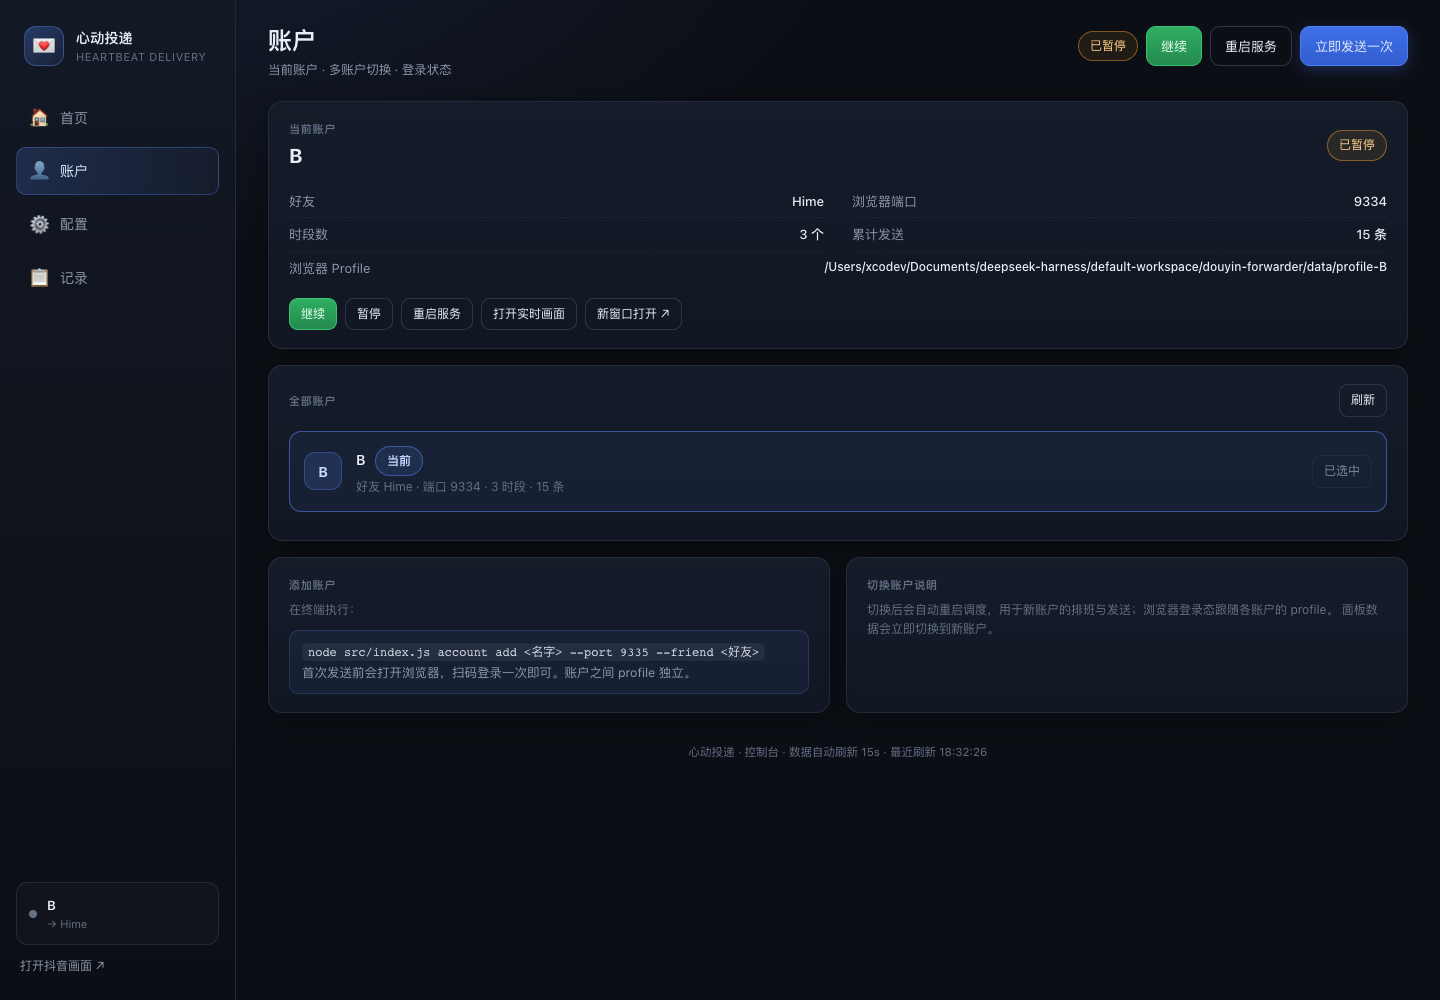 心动投递
HEARTBEAT DELIVERY
首页
账户
配置
记录
B
→ Hime
打开抖音画面 ↗
账户
当前账户 · 多账户切换 · 登录状态
已暂停
继续
重启服务
立即发送一次
当前账户
B
已暂停
好友 Hime
浏览器端口 9334
时段数 3 个
累计发送 15 条
浏览器 Profile /Users/xcodev/Documents/deepseek-harness/default-workspace/douyin-forwarder/data/profile-B
继续
暂停
重启服务
打开实时画面
新窗口打开 ↗
全部账户
刷新
B
B 当前
好友 Hime · 端口 9334 · 3 时段 · 15 条
已选中
添加账户
在终端执行：
node src/index.js account add <名字> --port 9335 --friend <好友>
首次发送前会打开浏览器，扫码登录一次即可。账户之间 profile 独立。
切换账户说明
切换后会自动重启调度，用于新账户的排班与发送；浏览器登录态跟随各账户的 profile。 面板数
据会立即切换到新账户。
心动投递 · 控制台 · 数据自动刷新 15s · 最近刷新 18:32:26